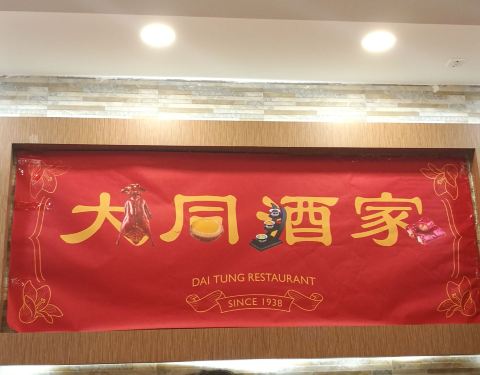 大同酒家
DAI TUNG RESTAURANT
SINCE 1938